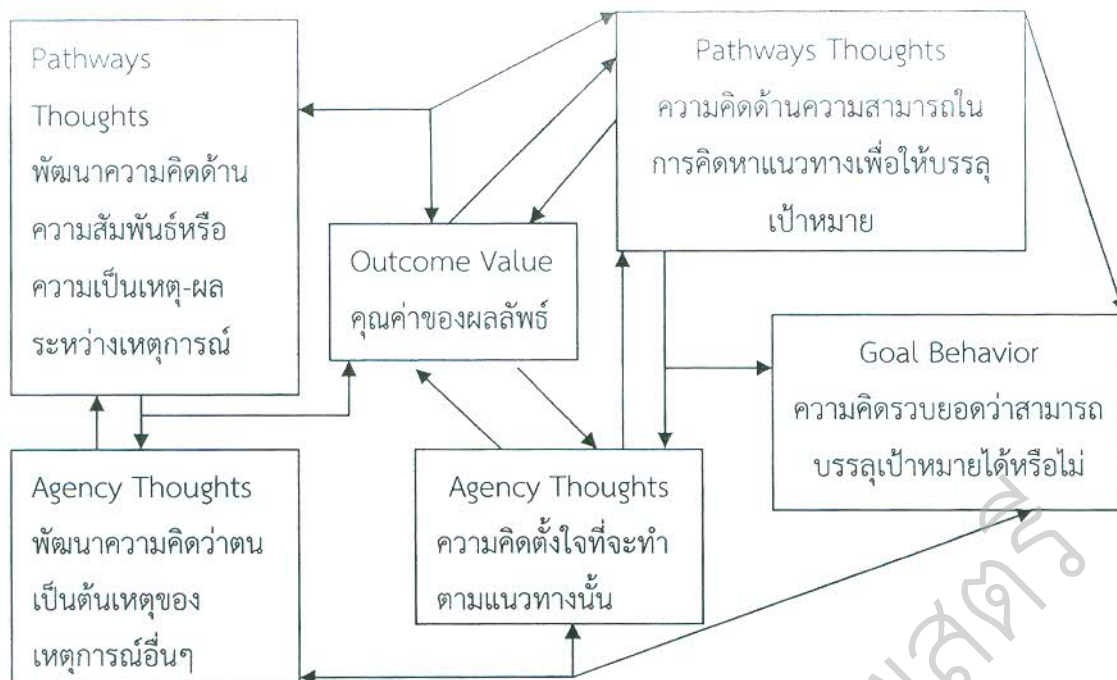 Pathways
Thoughts
พัฒนาความคิดด้าน
ความสัมพันธ์หรือ
ความเป็นเหตุ-ผล
ระหว่างเหตุการณ์
Pathways Thoughts
ความคิดด้านความสามารถใน
การคิดหาแนวทางเพื่อให้บรรลุ
เป้าหมาย
Outcome Value
คุณค่าของผลลัพธ์
Goal Behavior
ความคิดรวบยอดว่าสามารถ
บรรลุเป้าหมายได้หรือไม่
Agency Thoughts
พัฒนาความคิดว่าตน
เป็นต้นเหตุของ
เหตุการณ์อื่นๆ
Agency Thoughts
ความคิดตั้งใจที่จะทำ
ตามแนวทางนั้น